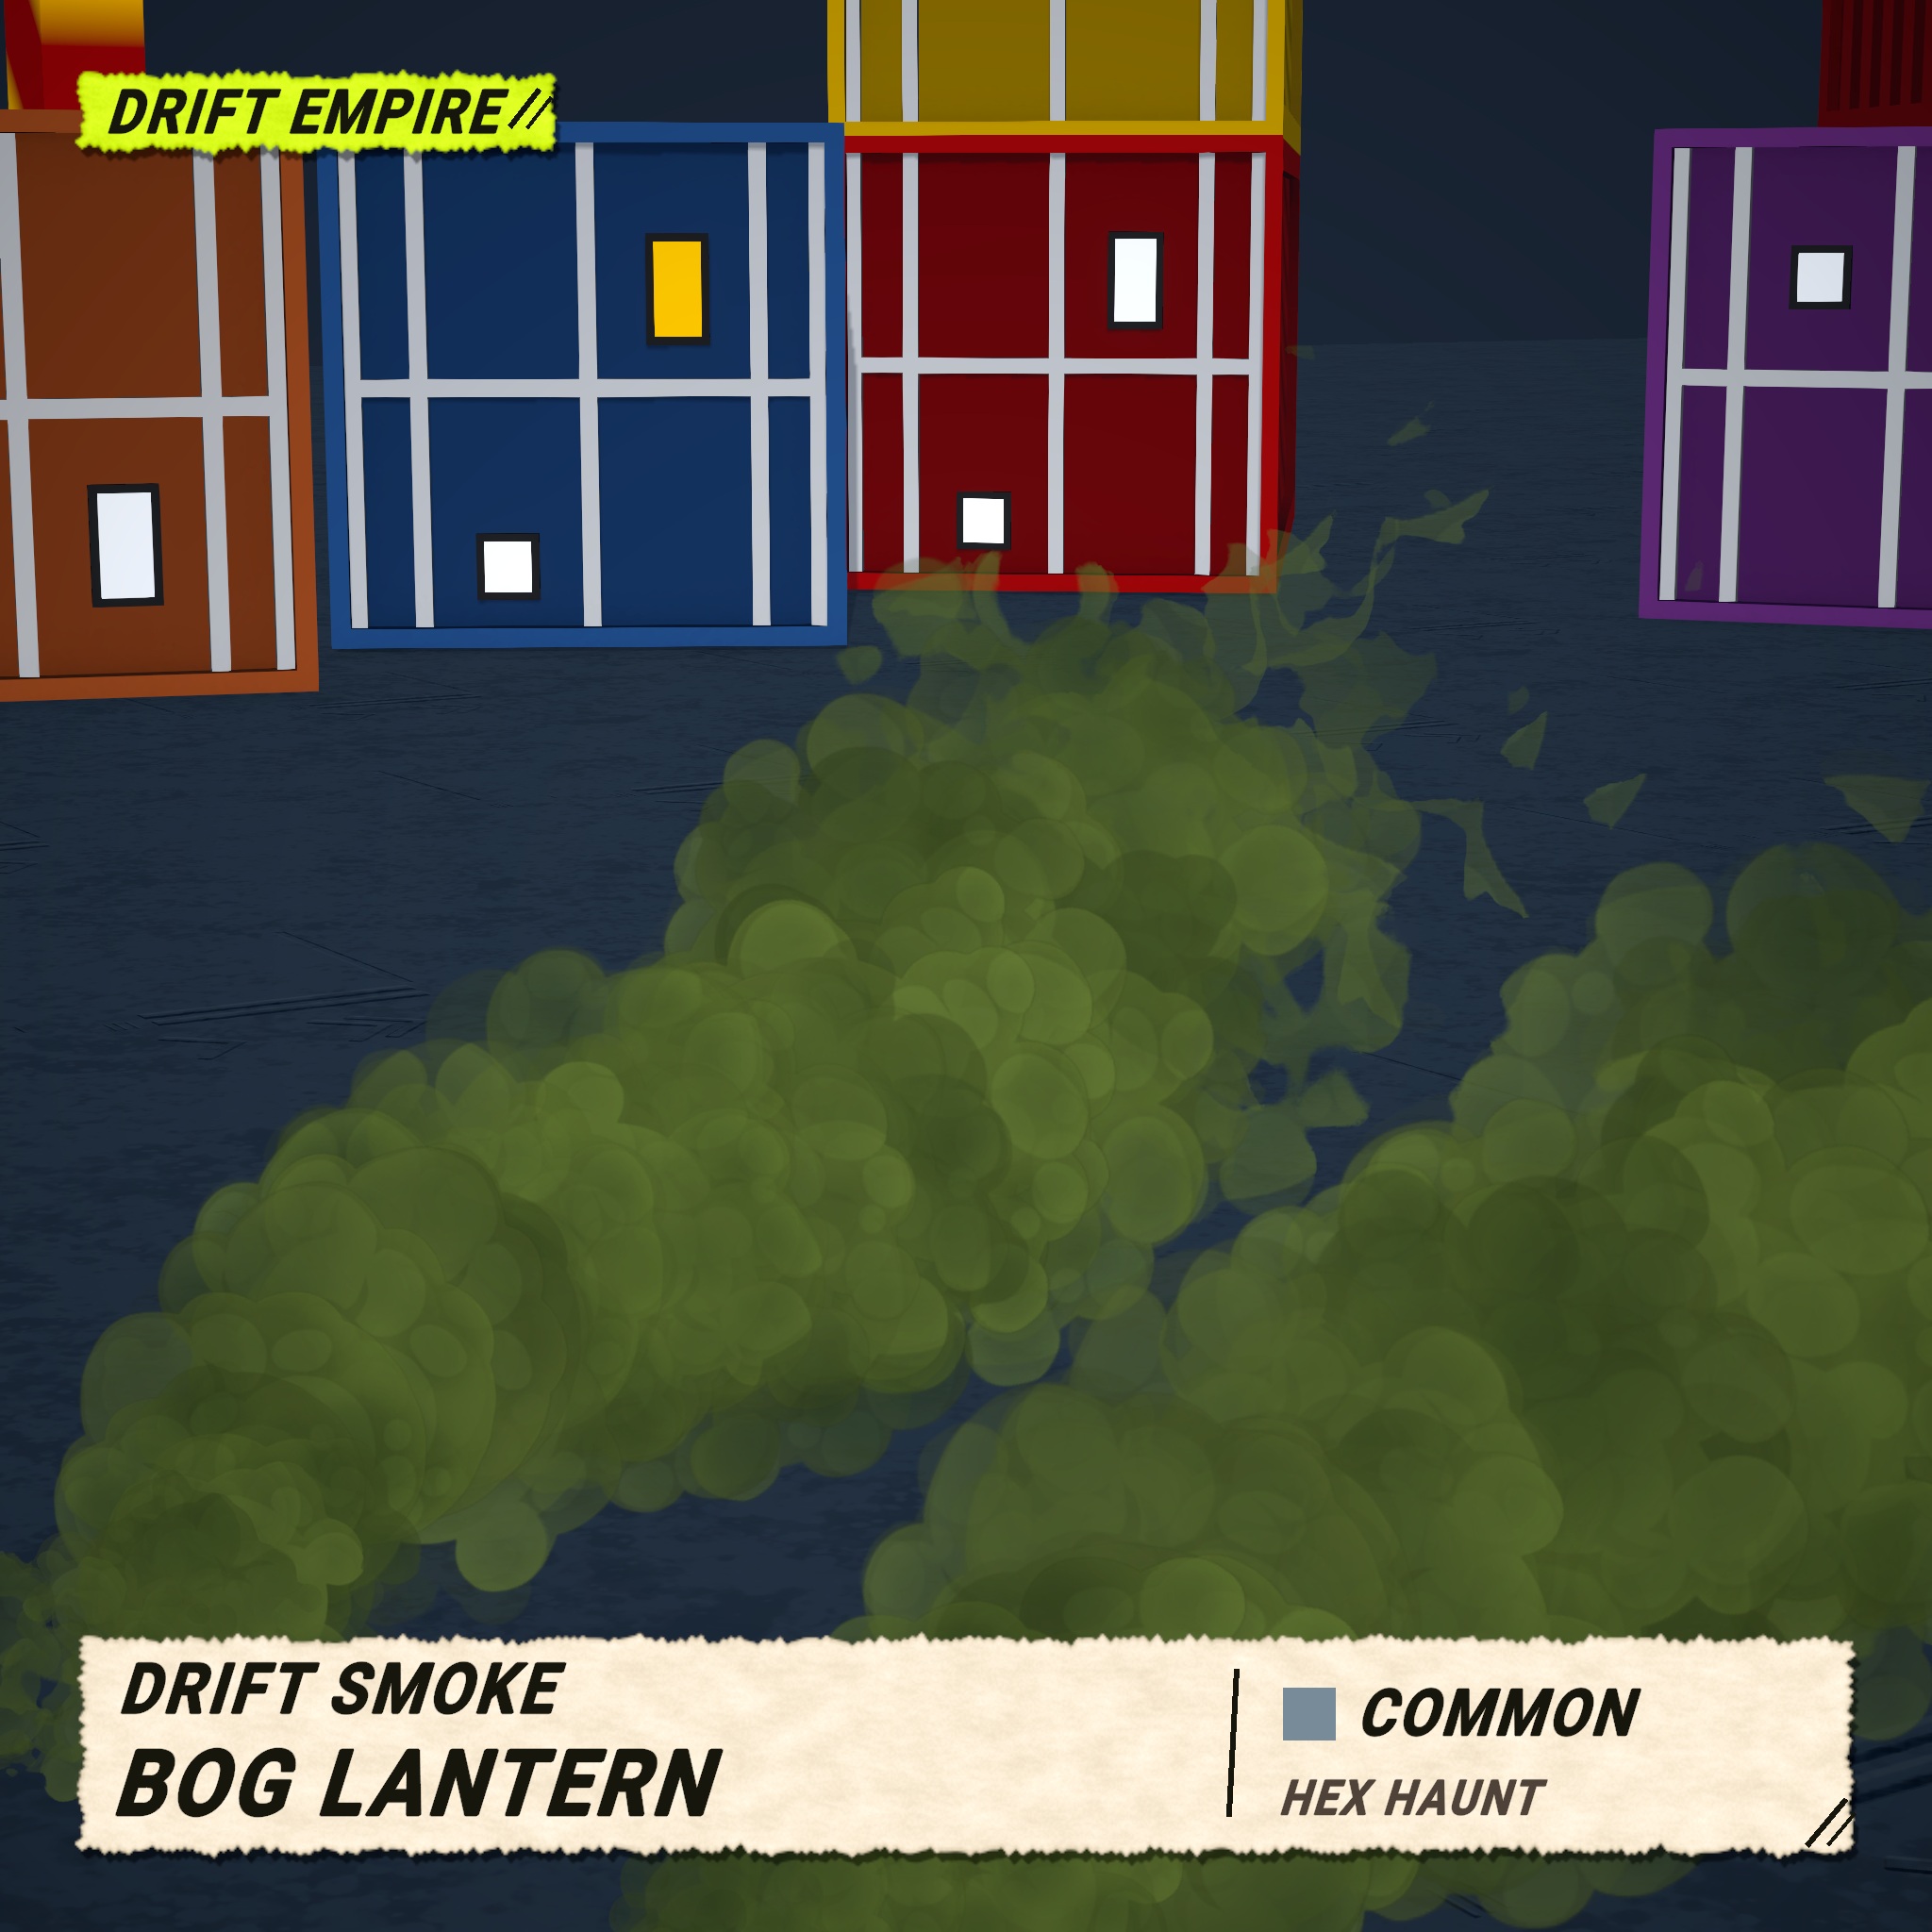 DRIFT EMPIRE//
DRIFT SMOKE
BOG LANTERN
COMMON
HEX HAUNT